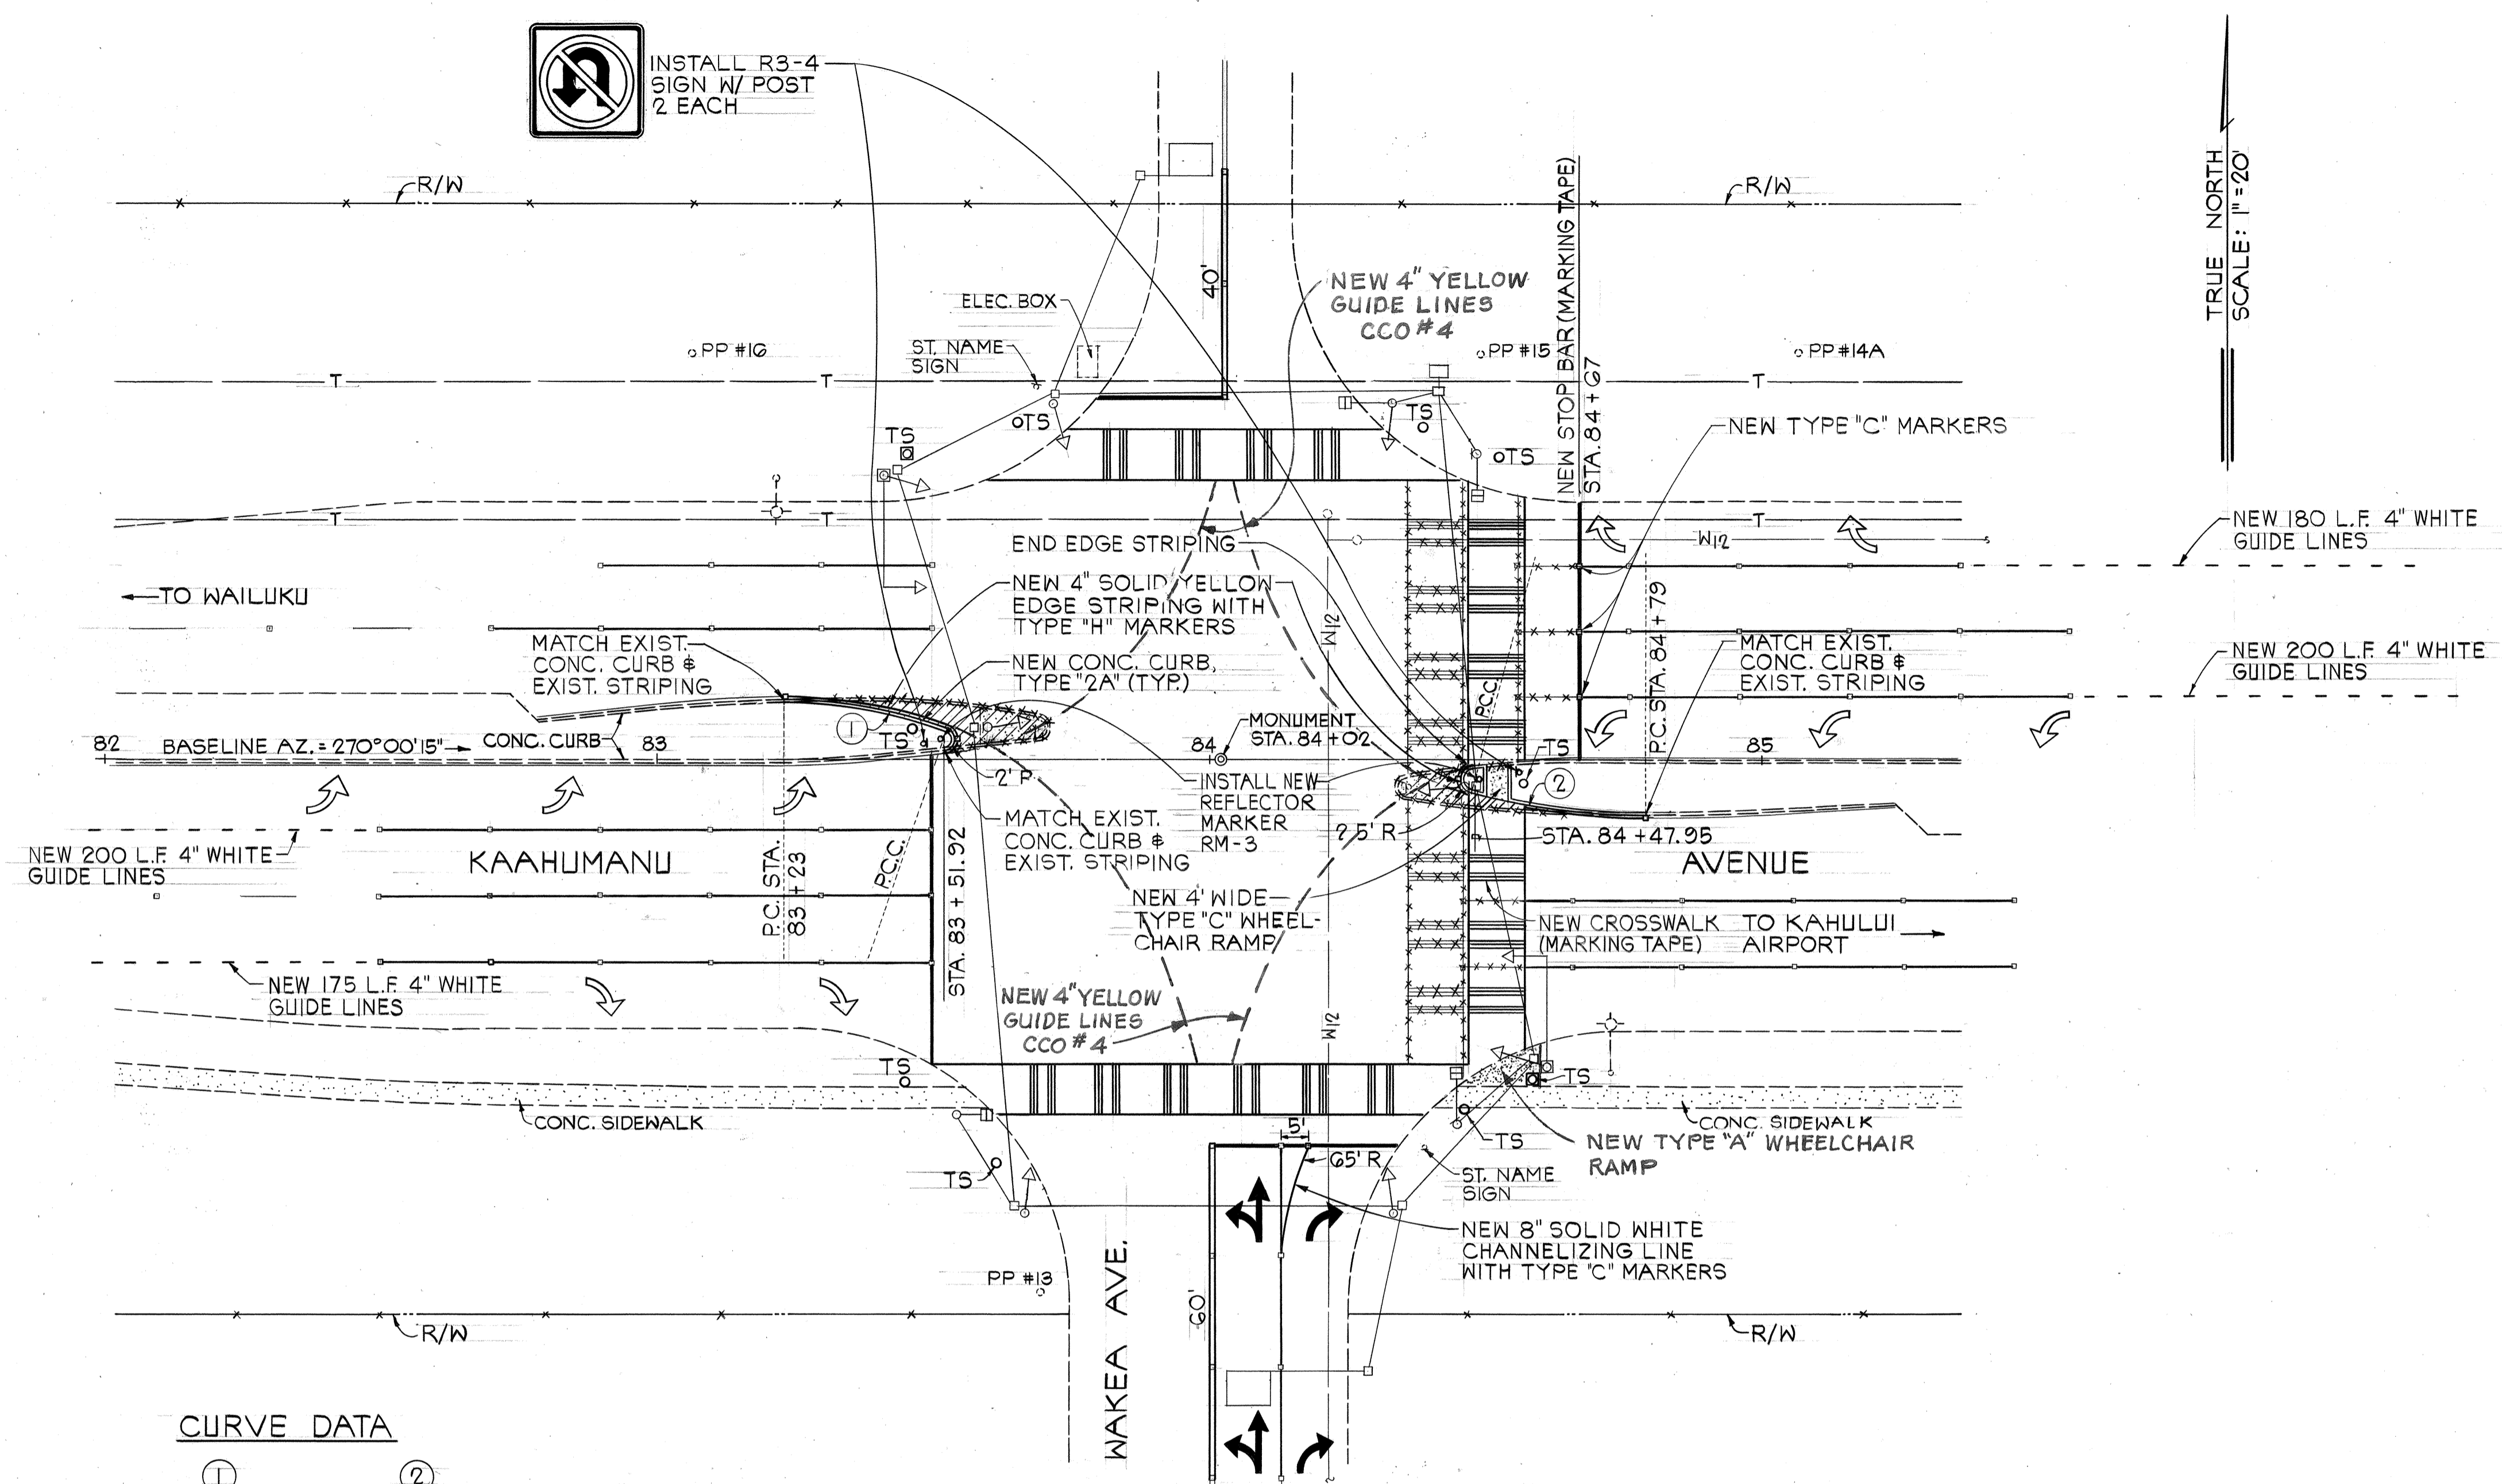 INSTALL R3-4
SIGN W/ POST
2 EACH
R/W
R/W
TRUE NORTH
SCALE: 1"=20'
40'
NEW 4" YELLOW
GUIDE LINES
CCO #4
NEW STOP BAR (MARKING TAPE)
STA. 84+67
ELEC. BOX
ST. NAME
SIGN
PP #16
PP #15
PP #14A
T
T
T
TS
TS
TS
TS
NEW TYPE "C" MARKERS
T
T
T
W12
NEW 180 L.F. 4" WHITE
GUIDE LINES
END EDGE STRIPING
NEW 4" SOLID YELLOW
EDGE STRIPING WITH
TYPE "H" MARKERS
TO WAILUKU
W12
MATCH EXIST.
CONC. CURB &
EXIST. STRIPING
NEW CONC. CURB,
TYPE "2A" (TYP.)
P.C.C.
P.C. STA. 84+79
MATCH EXIST.
CONC. CURB &
EXIST. STRIPING
NEW 200 L.F. 4" WHITE
GUIDE LINES
1
TS
MONUMENT
STA. 84+02
82
BASELINE AZ. = 270°00'15"
CONC. CURB
83
84
85
TS
2
2' R
INSTALL NEW
REFLECTOR
MARKER
RM-3
MATCH EXIST.
CONC. CURB &
EXIST. STRIPING
2.5' R
STA. 84+47.95
NEW 200 L.F. 4" WHITE
GUIDE LINES
KAAHUMANU
P.C. STA.
83+23
P.C.C.
STA. 83 + 51.92
AVENUE
NEW 4' WIDE
TYPE "C" WHEEL-
CHAIR RAMP
NEW CROSSWALK
(MARKING TAPE)
TO KAHULUI
AIRPORT
NEW 175 L.F. 4" WHITE
GUIDE LINES
NEW 4" YELLOW
GUIDE LINES
CCO #4
W12
TS
TS
CONC. SIDEWALK
CONC. SIDEWALK
5'
65' R
TS
TS
NEW TYPE "A" WHEELCHAIR
RAMP
ST. NAME
SIGN
NEW 8" SOLID WHITE
CHANNELIZING LINE
WITH TYPE "C" MARKERS
PP #13
WAKEA AVE.
60'
R/W
R/W
CURVE DATA
1
2